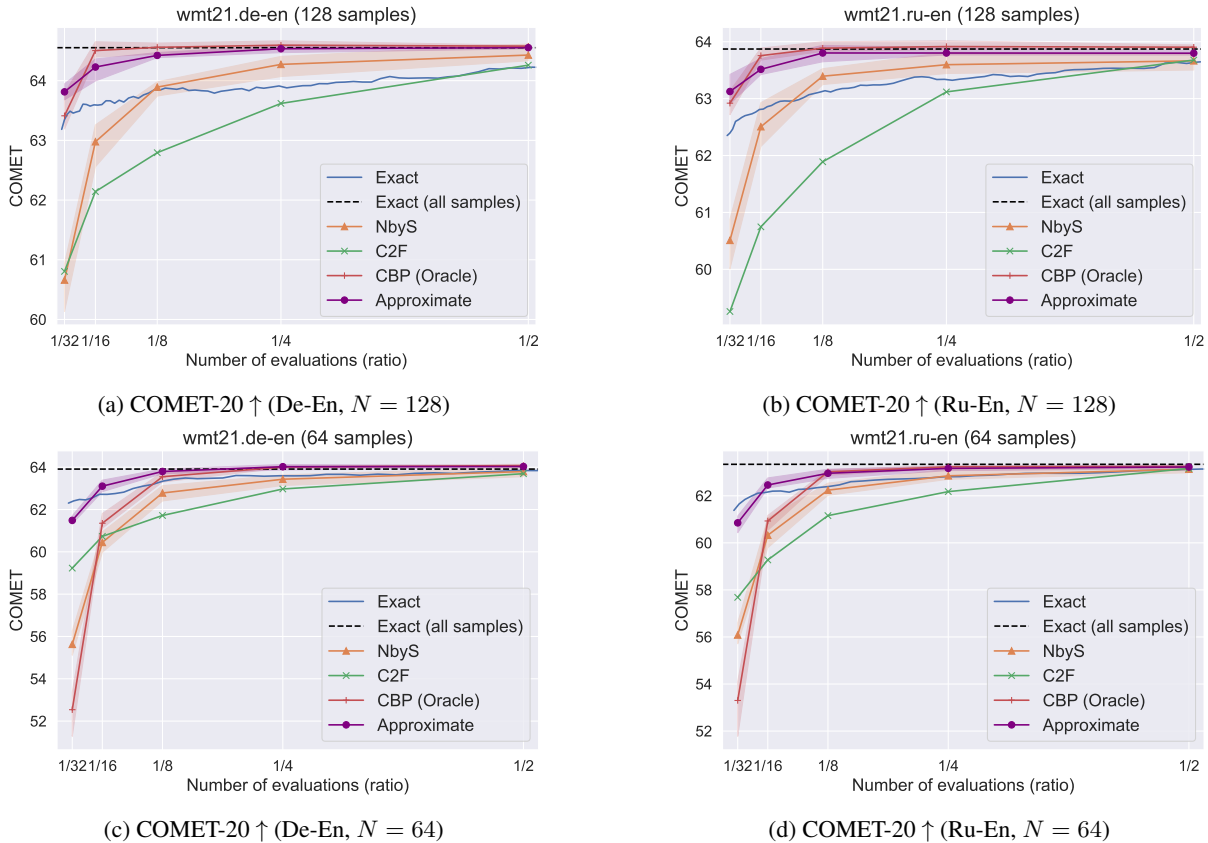 wmt21.de-en (128 samples)
COMET
64
63
62
61
60
Exact
Exact (all samples)
NbyS
C2F
CBP (Oracle)
Approximate
1/32 1/16 1/8 1/4 1/2
Number of evaluations (ratio)
(a) COMET-20 ↑ (De-En, N = 128)
wmt21.ru-en (128 samples)
COMET
64
63
62
61
60
Exact
Exact (all samples)
NbyS
C2F
CBP (Oracle)
Approximate
1/32 1/16 1/8 1/4 1/2
Number of evaluations (ratio)
(b) COMET-20 ↑ (Ru-En, N = 128)
wmt21.de-en (64 samples)
COMET
64
62
60
58
56
54
52
Exact
Exact (all samples)
NbyS
C2F
CBP (Oracle)
Approximate
1/32 1/16 1/8 1/4 1/2
Number of evaluations (ratio)
(c) COMET-20 ↑ (De-En, N = 64)
wmt21.ru-en (64 samples)
COMET
62
60
58
56
54
52
Exact
Exact (all samples)
NbyS
C2F
CBP (Oracle)
Approximate
1/32 1/16 1/8 1/4 1/2
Number of evaluations (ratio)
(d) COMET-20 ↑ (Ru-En, N = 64)